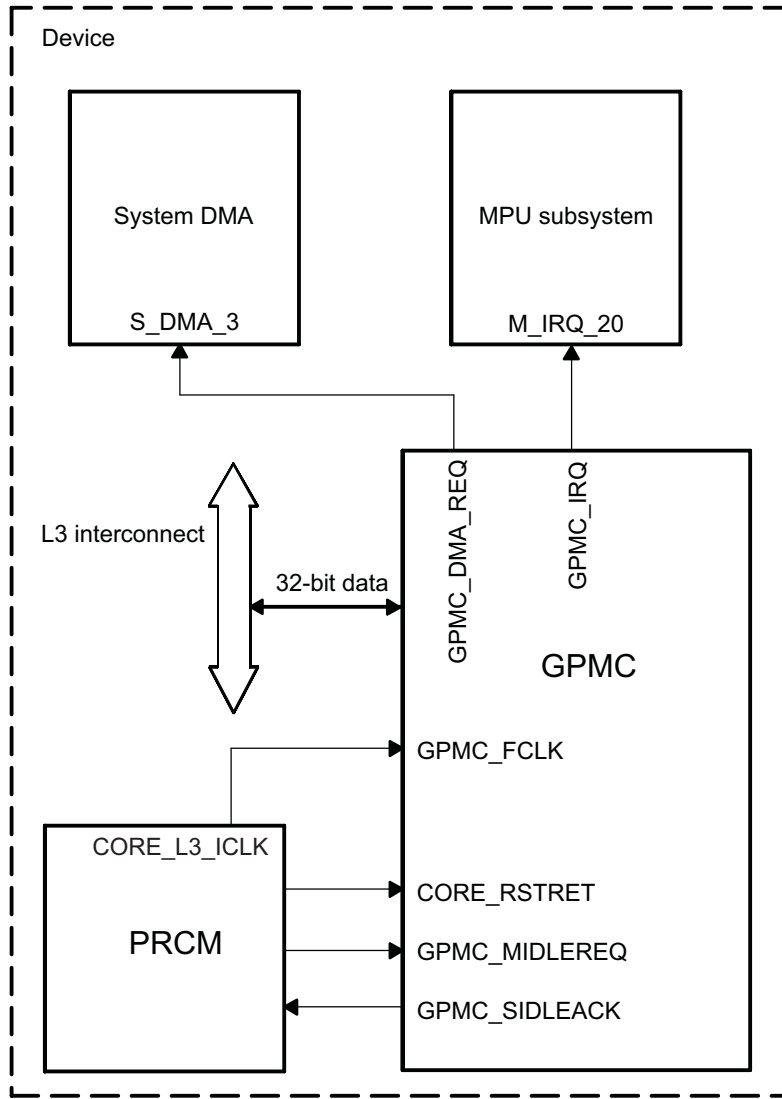 Device
System DMA
MPU subsystem
S_DMA_3
M_IRQ_20
GPMC_DMA_REQ
GPMC_IRQ
L3 interconnect
32-bit data
GPMC
GPMC_FCLK
CORE_L3_ICLK
CORE_RSTRET
PRCM
GPMC_MIDLEREQ
GPMC_SIDLEACK